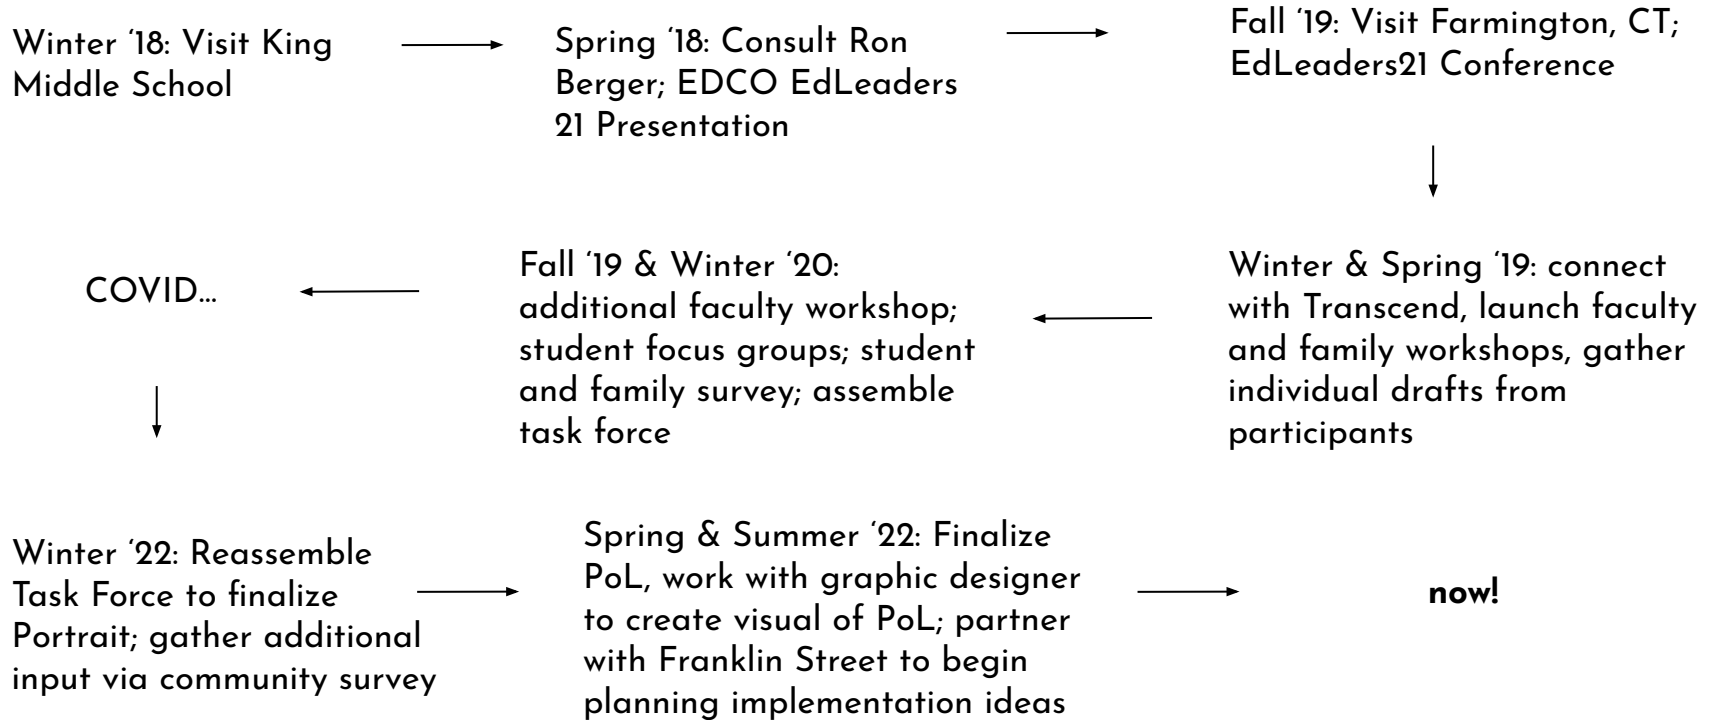 Winter ‘18: Visit King
Middle School
Spring ‘18: Consult Ron
Berger; EDCO EdLeaders
21 Presentation
Fall ‘19: Visit Farmington, CT;
EdLeaders21 Conference
Winter & Spring ‘19: connect
with Transcend, launch faculty
and family workshops, gather
individual drafts from
participants
Fall ‘19 & Winter ‘20:
additional faculty workshop;
student focus groups; student
and family survey; assemble
task force
COVID...
Winter ‘22: Reassemble
Task Force to finalize
Portrait; gather additional
input via community survey
Spring & Summer ‘22: Finalize
PoL, work with graphic designer
to create visual of PoL; partner
with Franklin Street to begin
planning implementation ideas
now!